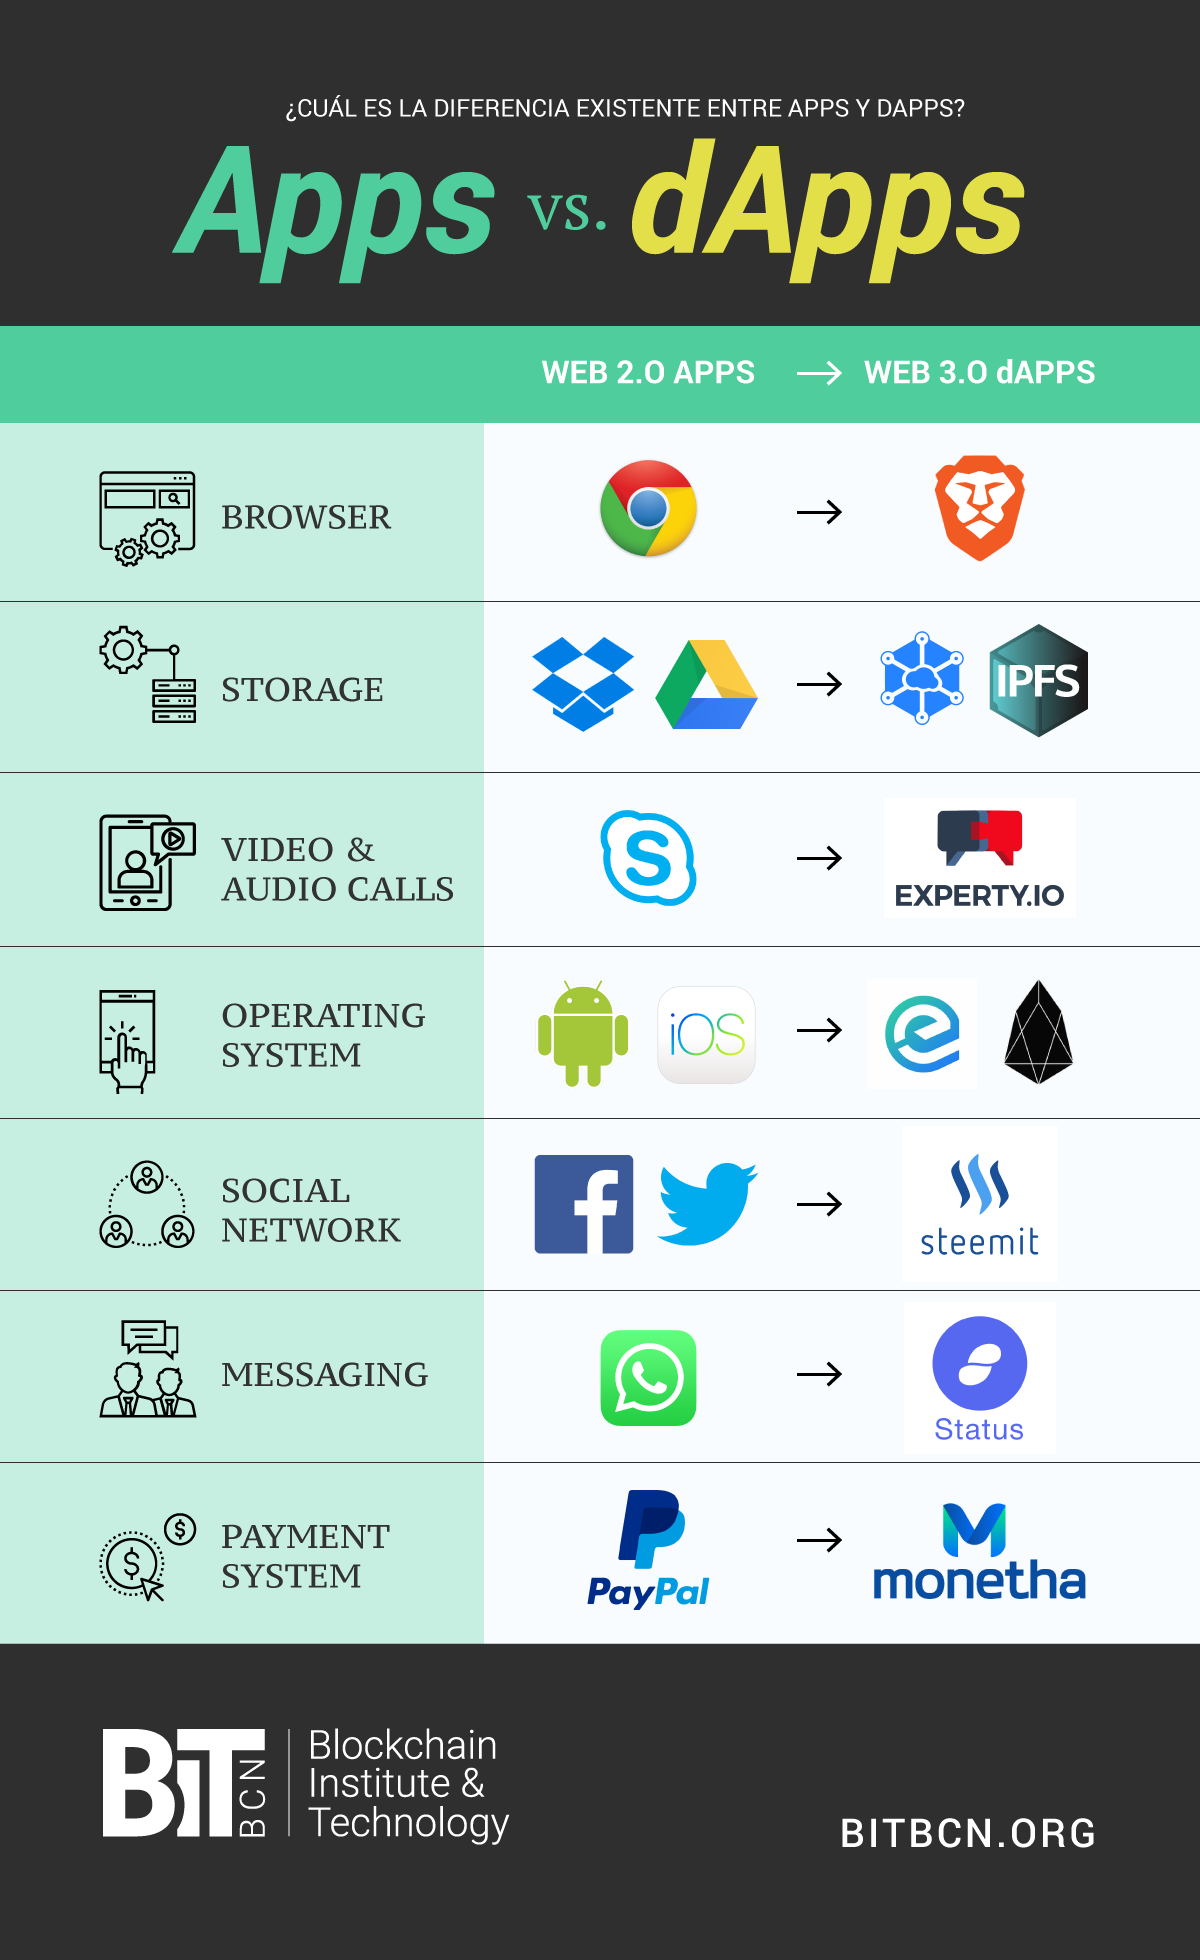 ¿CUÁL ES LA DIFERENCIA EXISTENTE ENTRE APPS Y DAPPS?
Apps vs. dApps
WEB 2.O APPS → WEB 3.O dAPPS
BROWSER
STORAGE
IPFS
VIDEO &
AUDIO CALLS
S
EXPERTY.IO
OPERATING
SYSTEM
iOS
e
SOCIAL
NETWORK
f
steemit
MESSAGING
Status
PAYMENT
SYSTEM
$
$
P
PayPal
M
monetha
BiT
BCN
Blockchain
Institute &
Technology
BITBCN.ORG